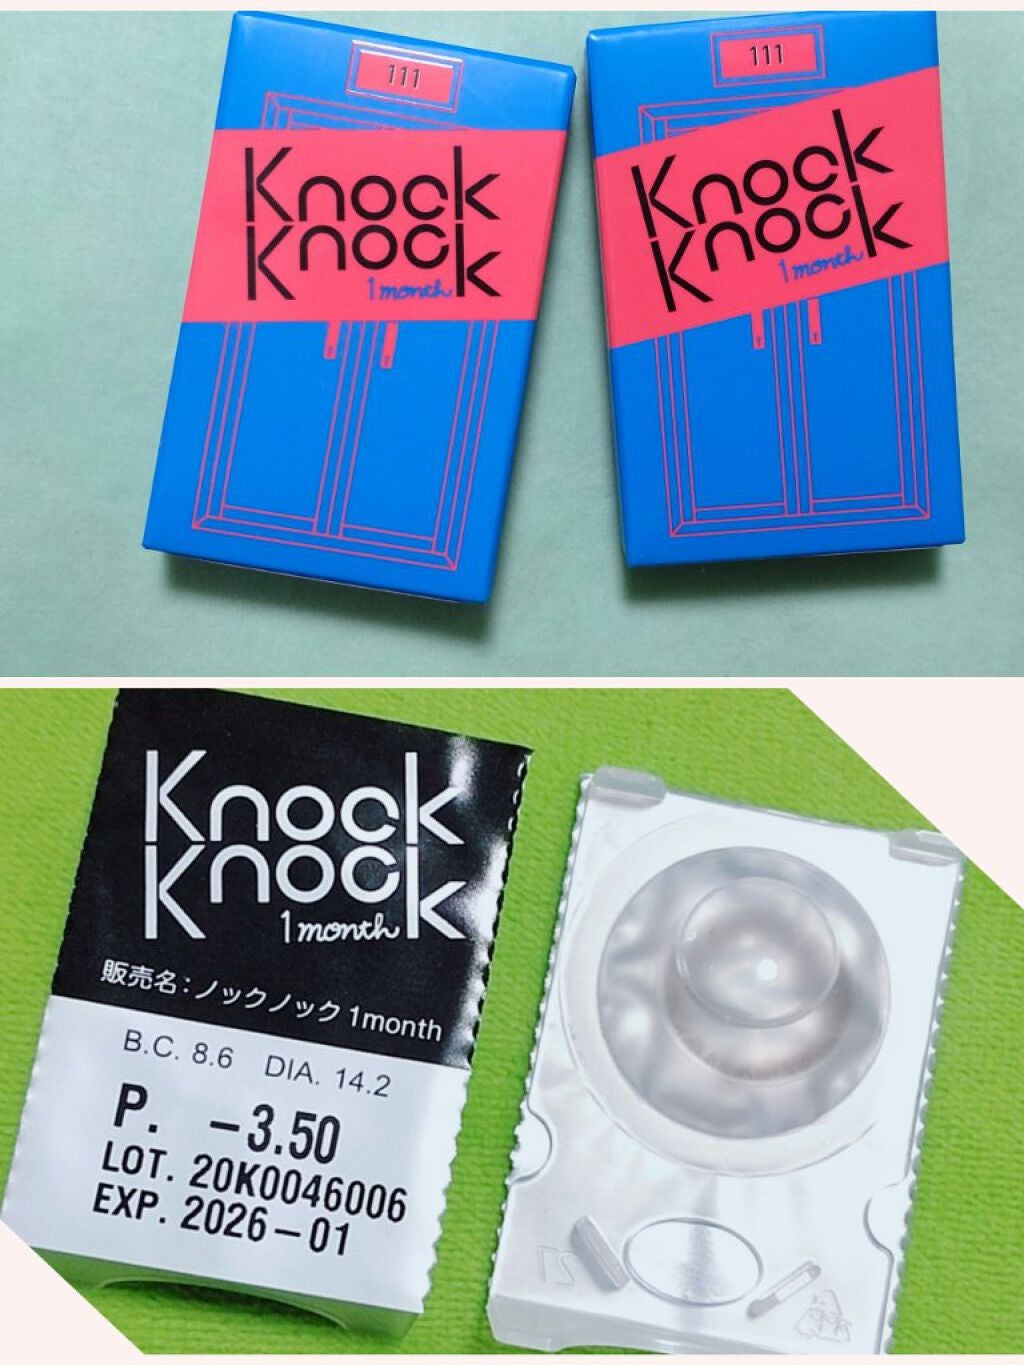 111
Knock
Knock
1month
111
Knock
Knock
1month
Knock
Knock
1month
販売名：ノックノック 1month
B.C. 8.6 DIA. 14.2
P. −3.50
LOT. 20K0046006
EXP. 2026−01
27